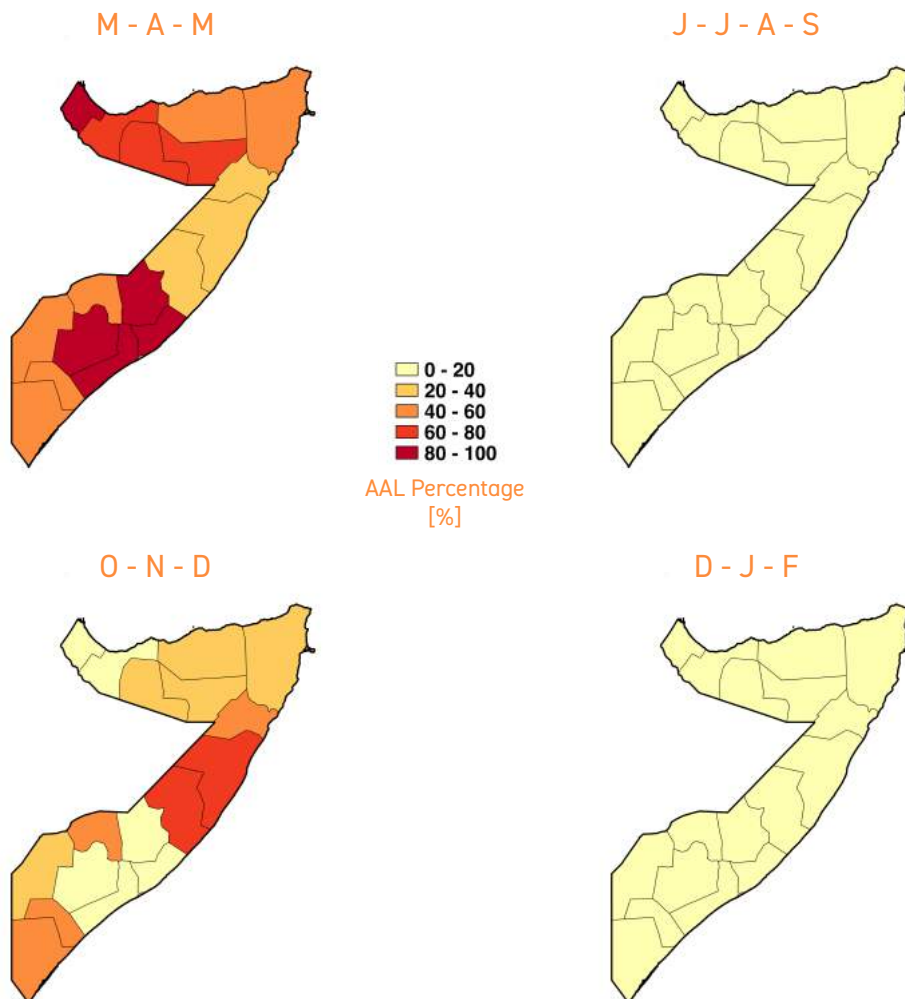 M - A - M
J - J - A - S
0 - 20
20 - 40
40 - 60
60 - 80
80 - 100
AAL Percentage
[%]
O - N - D
D - J - F